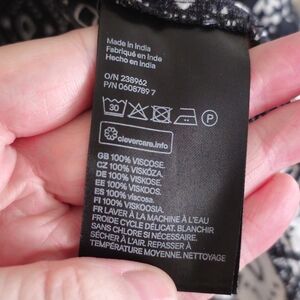 Made in India
Fabriqué en Inde
Hecho en India
O/N 238962
P/N 0608789 7
30
P
clevercare.info
GB 100% VISCOSE.
CZ 100% VISKÓZA.
DE 100% VISKOSE.
EE 100% VISKOOS.
ES 100% viscosa.
FI 100% VISKOOSIA.
FR LAVER À LA MACHINE À L'EAU
FROIDE CYCLE DÉLICAT. BLANCHIR
SANS CHLORE SI NÉCESSAIRE.
SÉCHER À L'AIR. REPASSER À
TEMPÉRATURE MOYENNE. NETTOYAGE